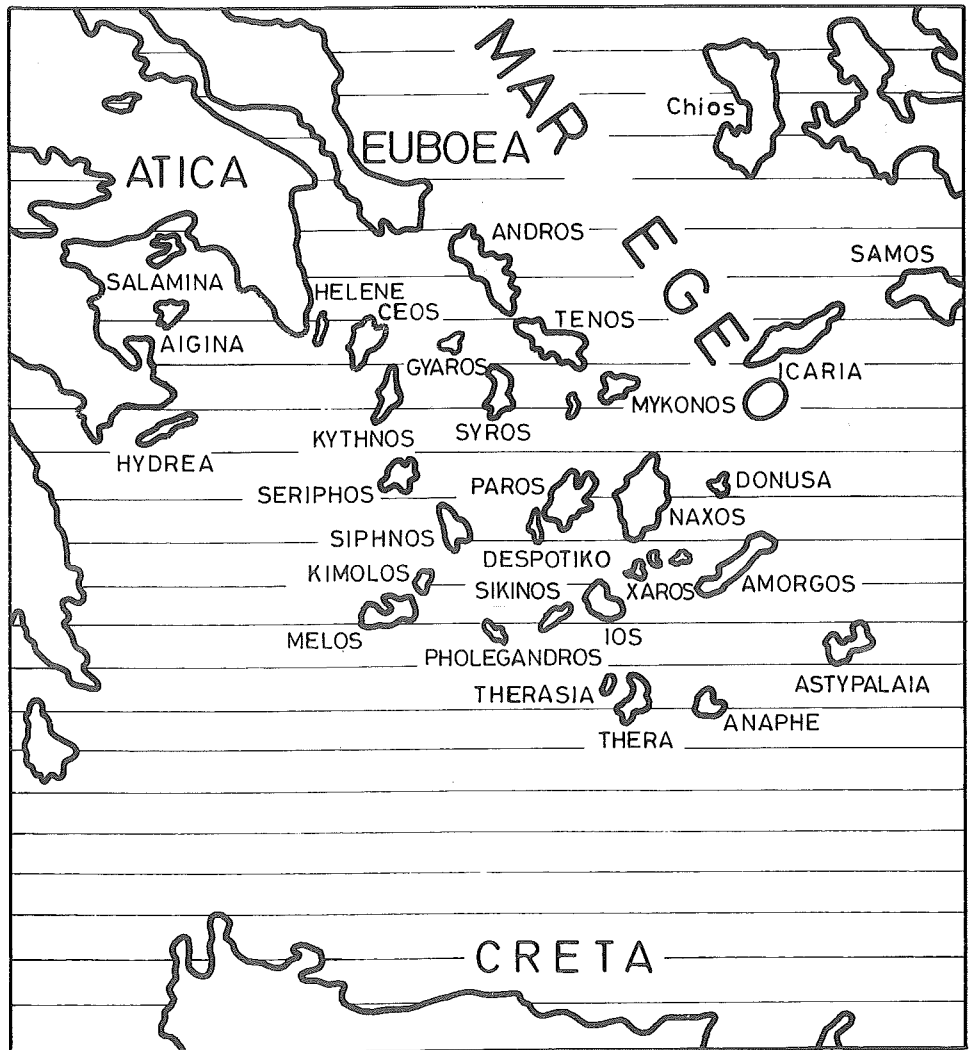 MAR
EGE
Chios
EUBOEA
ATICA
ANDROS
SAMOS
SALAMINA
HELENE
CEOS
TENOS
AIGINA
GYAROS
ICARIA
MYKONOS
KYTHNOS
SYROS
HYDREA
SERIPHOS
PAROS
DONUSA
NAXOS
SIPHNOS
DESPOTIKO
KIMOLOS
SIKINOS
XAROS
AMORGOS
MELOS
IOS
PHOLEGANDROS
THERASIA
ASTYPALAIA
ANAPHE
THERA
CRETA